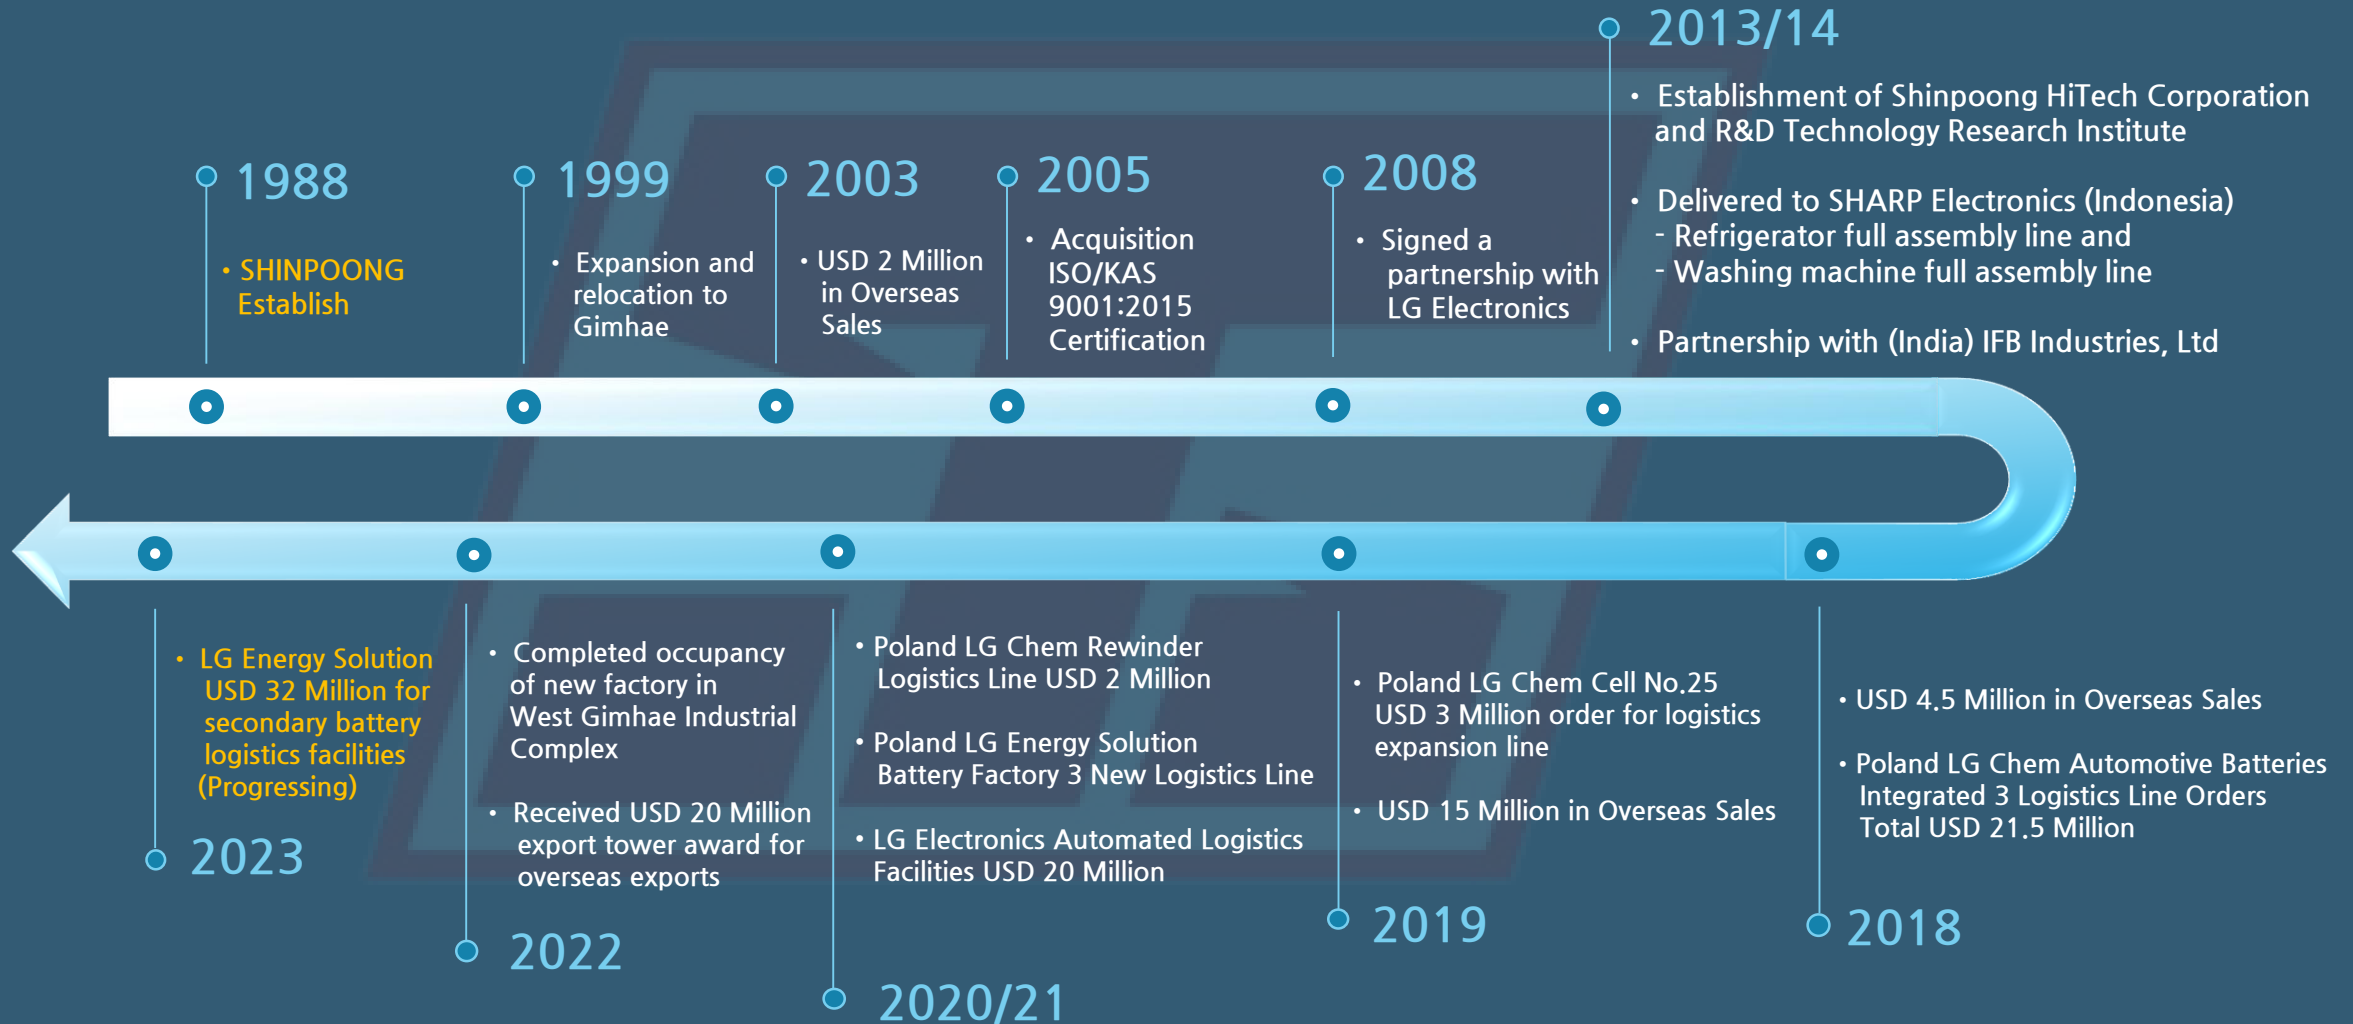 1988
• SHINPOONG
Establish
1999
• Expansion and
relocation to
Gimhae
2003
• USD 2 Million
in Overseas
Sales
2005
• Acquisition
ISO/KAS
9001:2015
Certification
2008
• Signed a
partnership with
LG Electronics
2013/14
• Establishment of Shinpoong HiTech Corporation
and R&D Technology Research Institute
• Delivered to SHARP Electronics (Indonesia)
- Refrigerator full assembly line and
- Washing machine full assembly line
• Partnership with (India) IFB Industries, Ltd
• USD 4.5 Million in Overseas Sales
• Poland LG Chem Automotive Batteries
Integrated 3 Logistics Line Orders
Total USD 21.5 Million
2018
• Poland LG Chem Cell No.25
USD 3 Million order for logistics
expansion line
• USD 15 Million in Overseas Sales
2019
• Poland LG Chem Rewinder
Logistics Line USD 2 Million
• Poland LG Energy Solution
Battery Factory 3 New Logistics Line
• LG Electronics Automated Logistics
Facilities USD 20 Million
2020/21
• Completed occupancy
of new factory in
West Gimhae Industrial
Complex
• Received USD 20 Million
export tower award for
overseas exports
2022
• LG Energy Solution
USD 32 Million for
secondary battery
logistics facilities
(Progressing)
2023